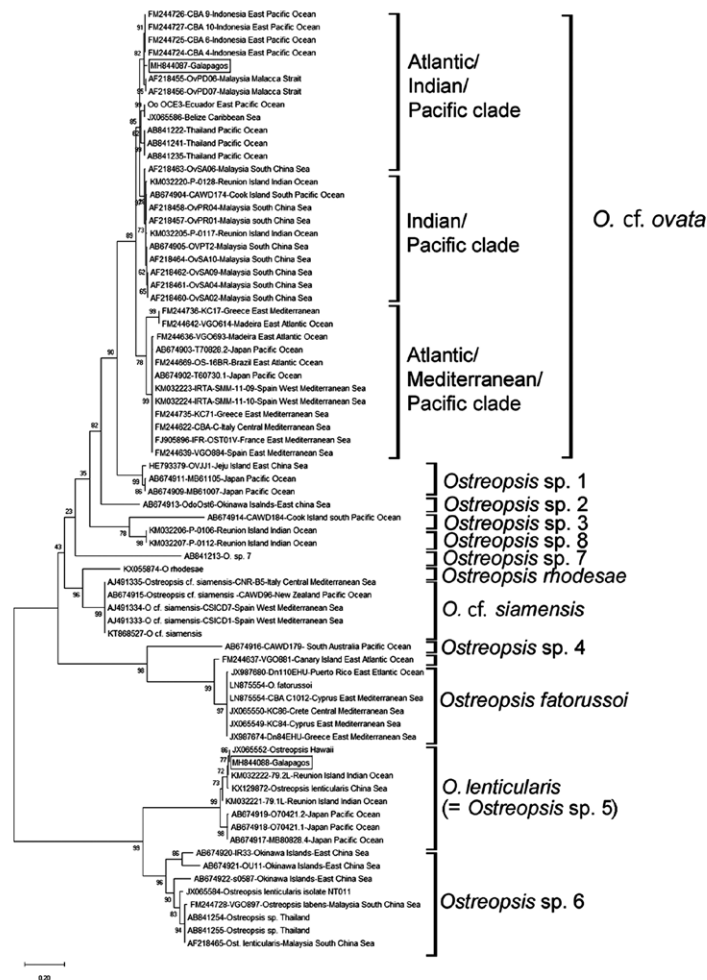 FM244726-CBA 9-Indonesia East Pacific Ocean
FM244727-CBA 10-Indonesia East Pacific Ocean
FM244725-CBA 6-Indonesia East Pacific Ocean
FM244724-CBA 4-Indonesia East Pacific Ocean
MH844087-Galapagos
AF218455-OvPD06-Malaysia Malacca Strait
AF218456-OvPD07-Malaysia Malacca Strait
Oo OCE3-Ecuador East Pacific Ocean
JX065586-Belize Caribbean Sea
AB841222-Thailand Pacific Ocean
AB841241-Thailand Pacific Ocean
AB841235-Thailand Pacific Ocean
Atlantic/
Indian/
Pacific clade
AF218463-OvSA06-Malaysia South China Sea
KM032220-P-0128-Reunion Island Indian Ocean
AB674904-CAWD174-Cook Island South Pacific Ocean
AF218458-OvPR04-Malaysia South China Sea
AF218457-OvPR01-Malaysia south China Sea
KM032205-P-0117-Reunion Island Indian Ocean
AB674905-OVPT2-Malaysia South China Sea
AF218464-OvSA10-Malaysia South China Sea
AF218462-OvSA09-Malaysia South China Sea
AF218461-OvSA04-Malaysia South China Sea
AF218460-OvSA02-Malaysia South China Sea
Indian/
Pacific clade
O. cf. ovata
FM244736-KC17-Greece East Mediterranean
FM244642-VGO614-Madeira East Atlantic Ocean
FM244636-VGO693-Madeira East Atlantic Ocean
AB674903-T70828.2-Japan Pacific Ocean
FM244669-OS-16BR-Brazil East Atlantic Ocean
AB674902-T60730.1-Japan Pacific Ocean
KM032223-IRTA-SMM-11-09-Spain West Mediterranean Sea
KM032224-IRTA-SMM-11-10-Spain West Mediterranean Sea
FM244735-KC71-Greece East Mediterranean Sea
FM244622-CBA-C-Italy Central Mediterranean Sea
FJ905896-IFR-OST01V-France East Mediterranean Sea
FM244639-VGO884-Spain East Mediterranean Sea
Atlantic/
Mediterranean/
Pacific clade
HE793379-OVJJ1-Jeju Island East China Sea
AB674911-MB61105-Japan Pacific Ocean
AB674909-MB61007-Japan Pacific Ocean
Ostreopsis sp. 1
AB674913-OdoOst6-Okinawa Isalnds-East china Sea
Ostreopsis sp. 2
AB674914-CAWD184-Cook Island south Pacific Ocean
Ostreopsis sp. 3
KM032206-P-0106-Reunion Island Indian Ocean
KM032207-P-0112-Reunion Island Indian Ocean
Ostreopsis sp. 8
AB841213-O. sp. 7
Ostreopsis sp. 7
KX055874-O rhodesae
Ostreopsis rhodesae
AJ491335-Ostreopsis cf. siamensis-CNR-B5-Italy Central Mediterranean Sea
AB674915-Ostreopsis cf. siamensis -CAWD96-New Zealand Pacific Ocean
AJ491334-O cf. siamensis-CSICD7-Spain West Mediterranean Sea
AJ491333-O cf. siamensis-CSICD1-Spain West Mediterranean Sea
KT868527-O cf. siamensis
O. cf. siamensis
AB674916-CAWD179- South Australia Pacific Ocean
Ostreopsis sp. 4
FM244637-VGO881-Canary Island East Atlantic Ocean
JX987680-Dn110EHU-Puerto Rico East Etlantic Ocean
LN875554-O. fatorussoi
LN875554-CBA C1012-Cyprus East Mediterranean Sea
JX065550-KC86-Crete Central Mediterranean Sea
JX065549-KC84-Cyprus East Mediterranean Sea
JX987674-Dn84EHU-Greece East Mediterranean Sea
Ostreopsis fatorussoi
JX065552-Ostreopsis Hawaii
MH844088-Galapagos
KM032222-79.2L-Reunion Island Indian Ocean
KX129872-Ostreopsis lenticularis China Sea
KM032221-79.1L-Reunion Island Indian Ocean
AB674919-O70421.2-Japan Pacific Ocean
AB674918-O70421.1-Japan Pacific Ocean
AB674917-MB80828.4-Japan Pacific Ocean
O. lenticularis
(= Ostreopsis sp. 5)
AB674920-IR33-Okinawa Islands-East China Sea
AB674921-OU11-Okinawa Islands-East China Sea
AB674922-s0587-Okinawa Islands-East China Sea
JX065584-Ostreopsis lenticularis isolate NT011
FM244728-VGO897-Ostreopsis labens-Malaysia South China Sea
AB841254-Ostreopsis sp. Thailand
AB841255-Ostreopsis sp. Thailand
AF218465-Ost. lenticularis-Malaysia South China Sea
Ostreopsis sp. 6
0.20